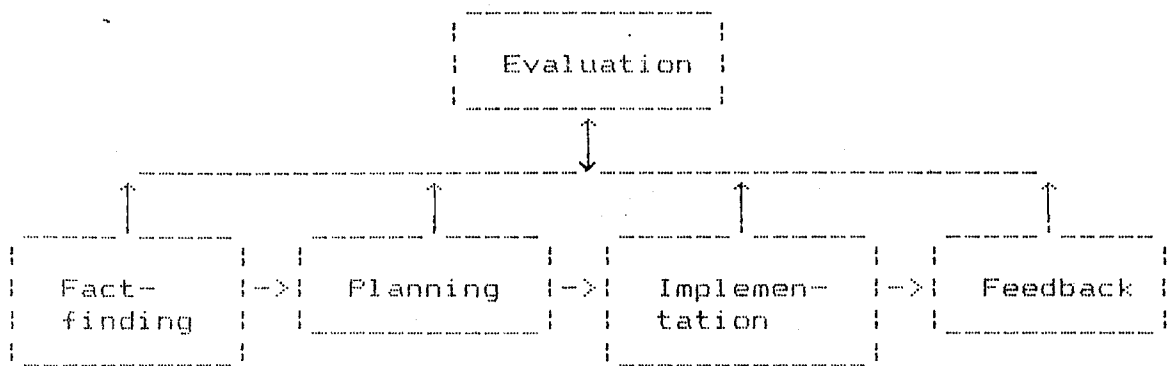 Evaluation
Fact- -> Planning -> Implemen- -> Feedback
finding tation